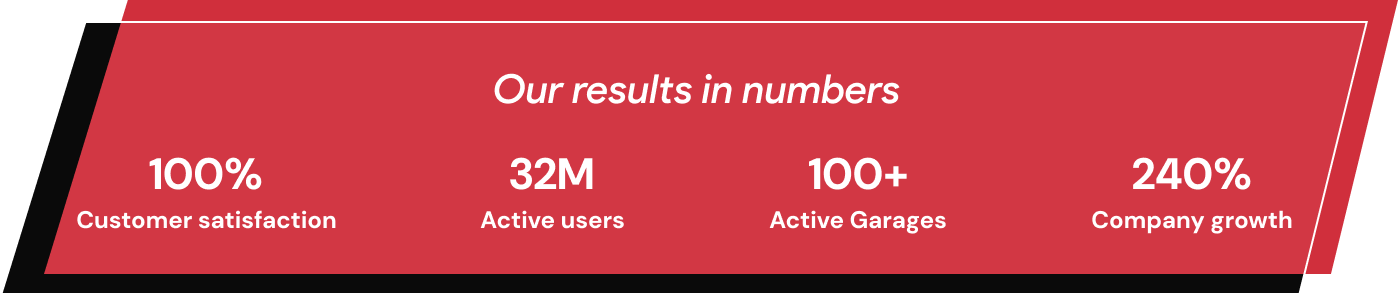 Our results in numbers
100%
Customer satisfaction
32M
Active users
100+
Active Garages
240%
Company growth